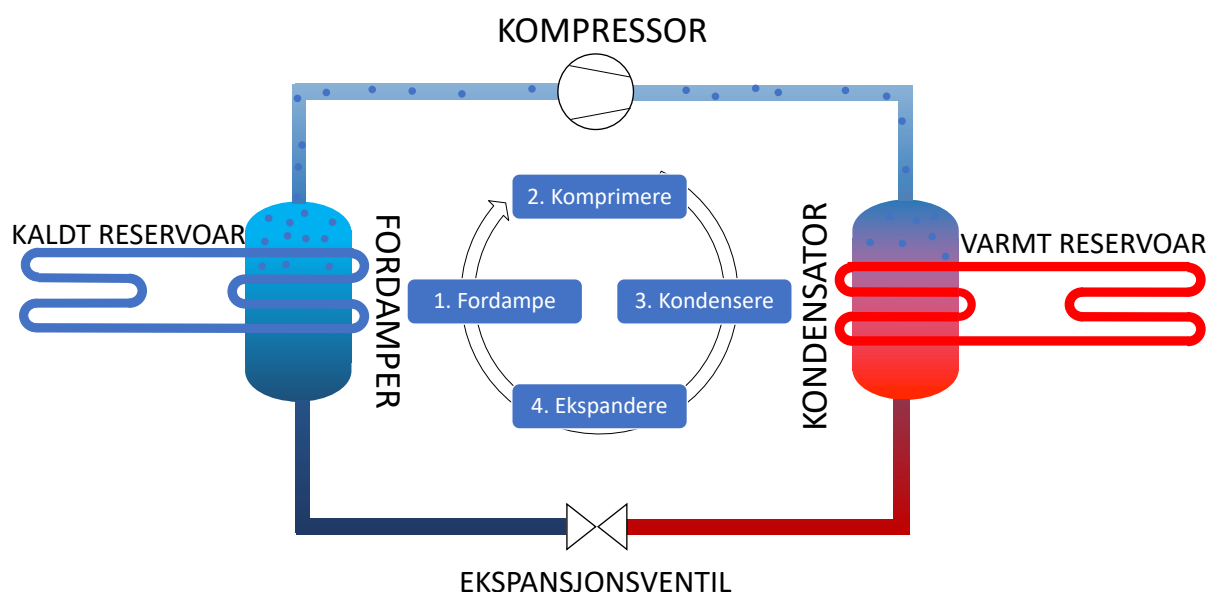 KOMPRESSOR
2. Komprimere
KALDT RESERVOAR
FORDAMPER
KONDENSATOR
VARMT RESERVOAR
1. Fordampe
3. Kondensere
4. Ekspandere
EKSPANSJONSVENTIL